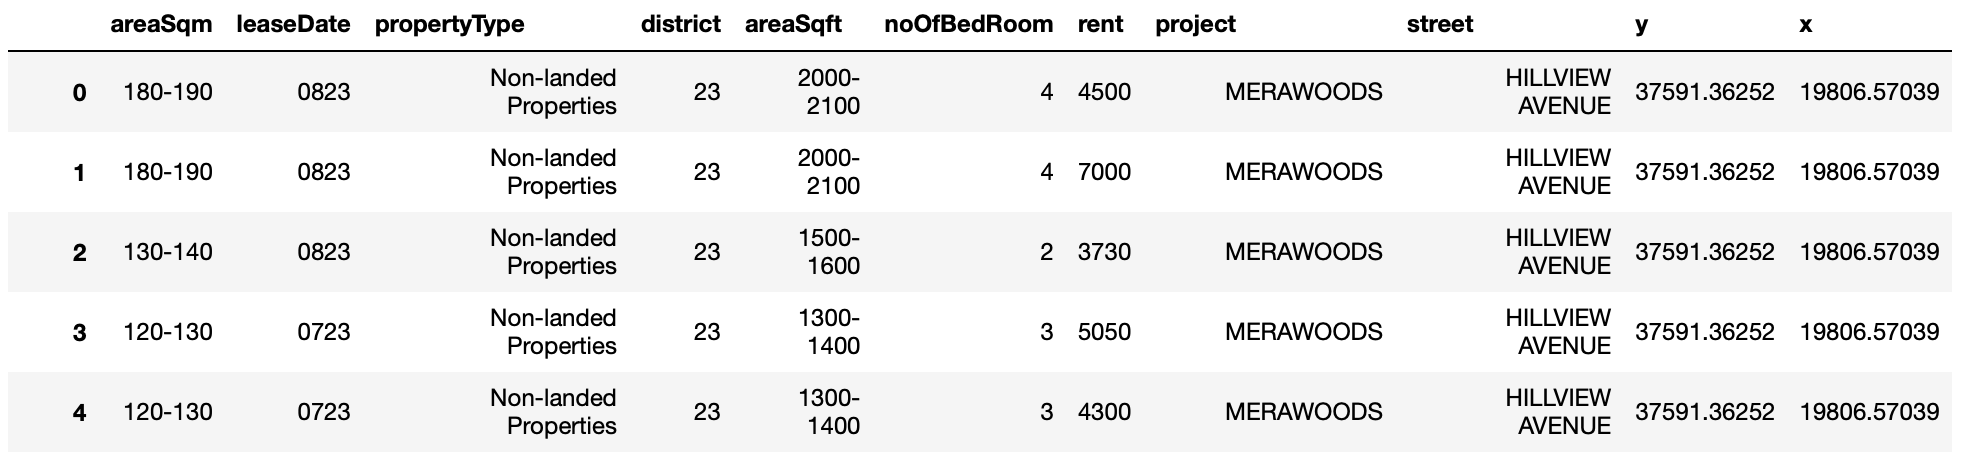 areaSqm leaseDate propertyType district areaSqft noOfBedRoom rent project street y x
0 180-190 0823 Non-landed Properties 23 2000-2100 4 4500 MERAWOODS HILLVIEW AVENUE 37591.36252 19806.57039
1 180-190 0823 Non-landed Properties 23 2000-2100 4 7000 MERAWOODS HILLVIEW AVENUE 37591.36252 19806.57039
2 130-140 0823 Non-landed Properties 23 1500-1600 2 3730 MERAWOODS HILLVIEW AVENUE 37591.36252 19806.57039
3 120-130 0723 Non-landed Properties 23 1300-1400 3 5050 MERAWOODS HILLVIEW AVENUE 37591.36252 19806.57039
4 120-130 0723 Non-landed Properties 23 1300-1400 3 4300 MERAWOODS HILLVIEW AVENUE 37591.36252 19806.57039